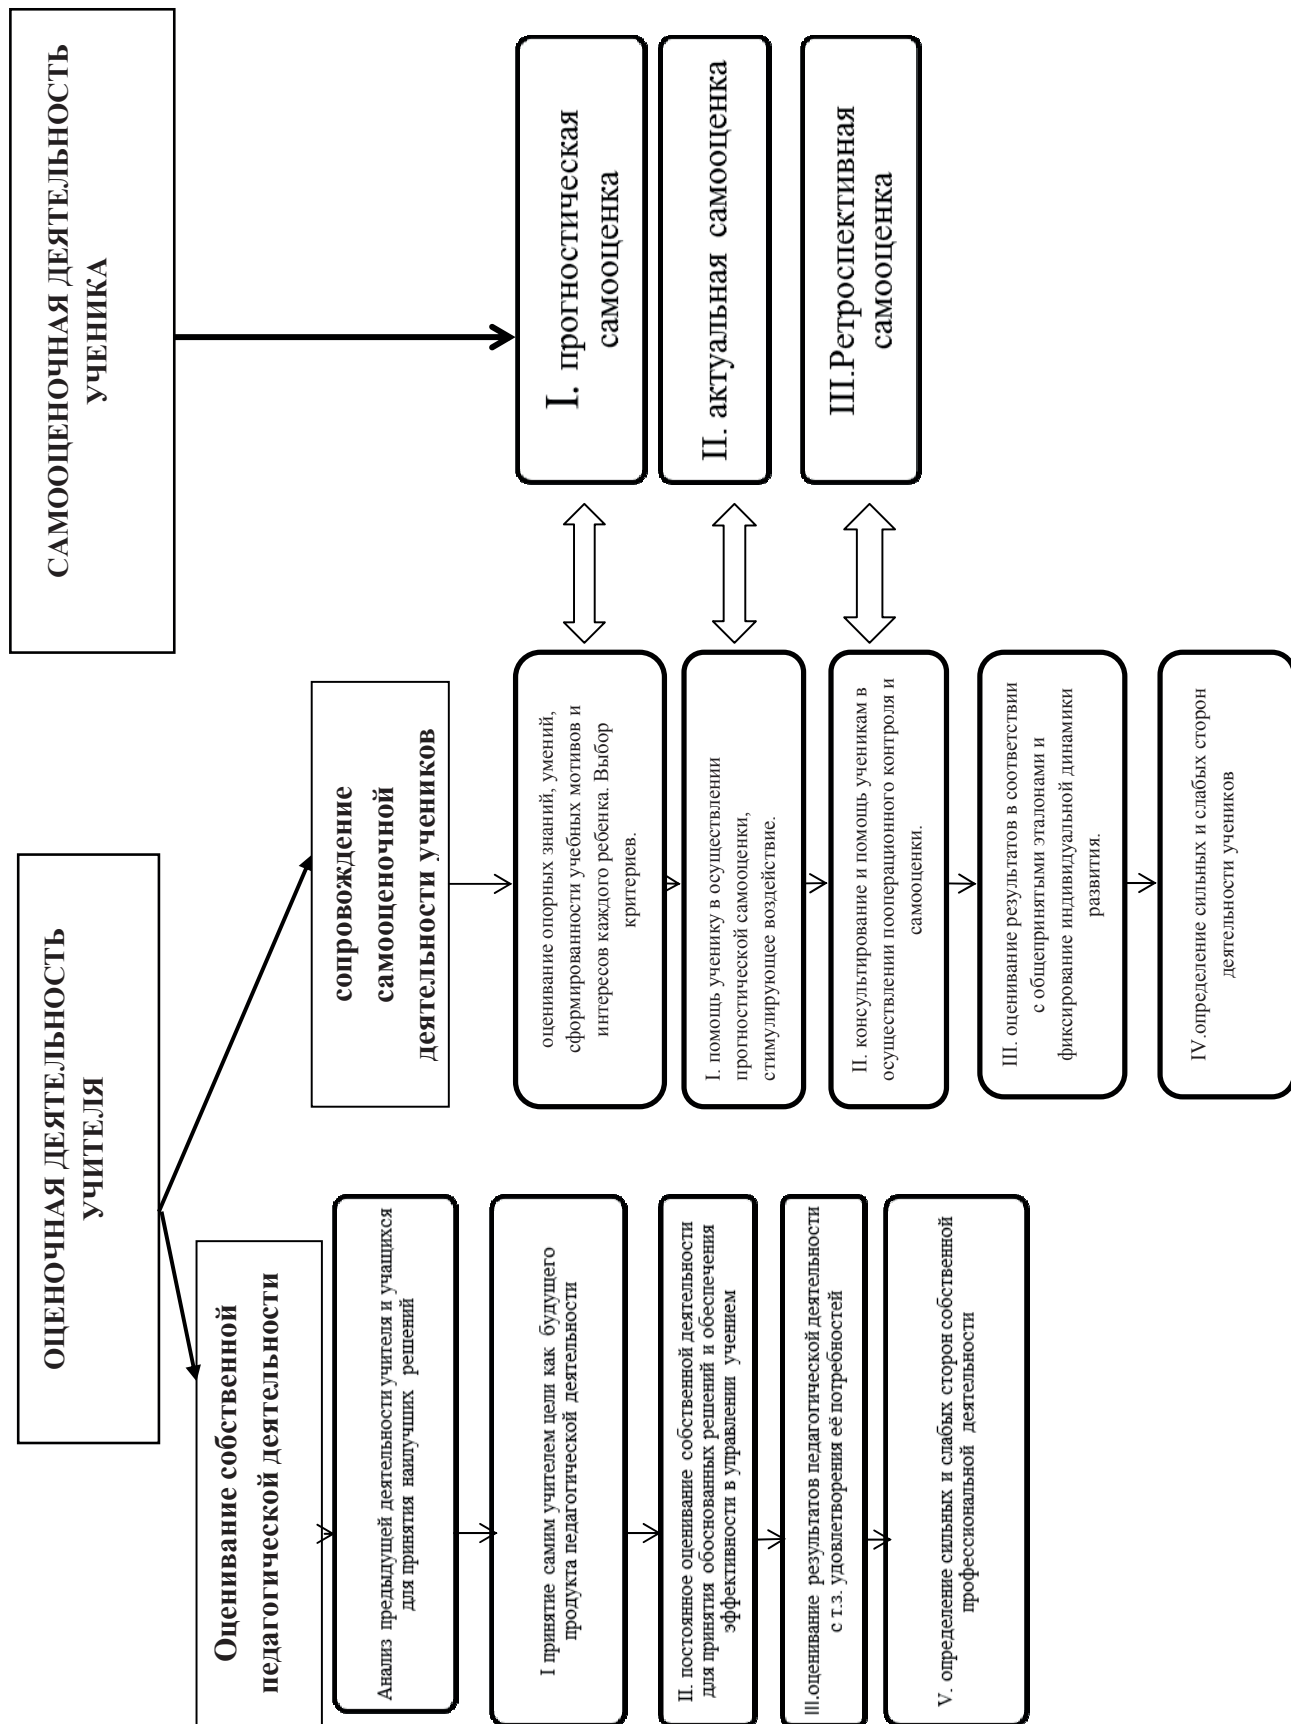 ОЦЕНОЧНАЯ ДЕЯТЕЛЬНОСТЬ
УЧИТЕЛЯ
САМООЦЕНОЧНАЯ ДЕЯТЕЛЬНОСТЬ
УЧЕНИКА
Оценивание собственной
педагогической деятельности
сопровождение
самооценочной
деятельности учеников
Анализ предыдущей деятельности учителя и учащихся
для принятия наилучших решений
I принятие самим учителем цели как будущего
продукта педагогической деятельности
II. постоянное оценивание собственной деятельности
для принятия обоснованных решений и обеспечения
эффективности в управлении учением
III.оценивание результатов педагогической деятельности
с т.з. удовлетворения её потребностей
V. определение сильных и слабых сторон собственной
профессиональной деятельности
оценивание опорных знаний, умений,
сформированности учебных мотивов и
интересов каждого ребенка. Выбор
критериев.
I. помощь ученику в осуществлении
прогностической самооценки,
стимулирующее воздействие.
II. консультирование и помощь ученикам в
осуществлении пооперационного контроля и
самооценки.
III. оценивание результатов в соответствии
с общепринятыми эталонами и
фиксирование индивидуальной динамики
развития.
IV.определение сильных и слабых сторон
деятельности учеников
I. прогностическая
самооценка
II. актуальная самооценка
III.Ретроспективная
самооценка